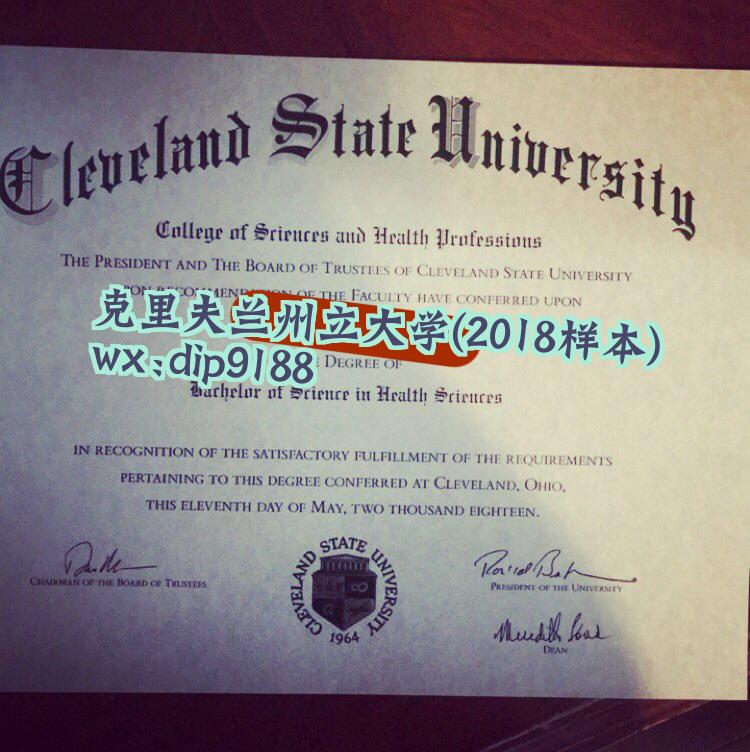 Cleveland State University
College of Sciences and Health Professions
THE PRESIDENT AND THE BOARD OF TRUSTEES OF CLEVELAND STATE UNIVERSITY
OF THE FACULTY HAVE CONFERRED UPON
克里夫兰州立大学(2018样本)
wx:dip9188
DEGREE OF
Bachelor of Science in Health Sciences
IN RECOGNITION OF THE SATISFACTORY FULFILLMENT OF THE REQUIREMENTS
PERTAINING TO THIS DEGREE CONFERRED AT CLEVELAND, OHIO,
THIS ELEVENTH DAY OF MAY, TWO THOUSAND EIGHTEEN.
CHAIRMAN OF THE BOARD OF TRUSTEES
CLEVELAND STATE UNIVERSITY
1964
PRESIDENT OF THE UNIVERSITY
DEAN